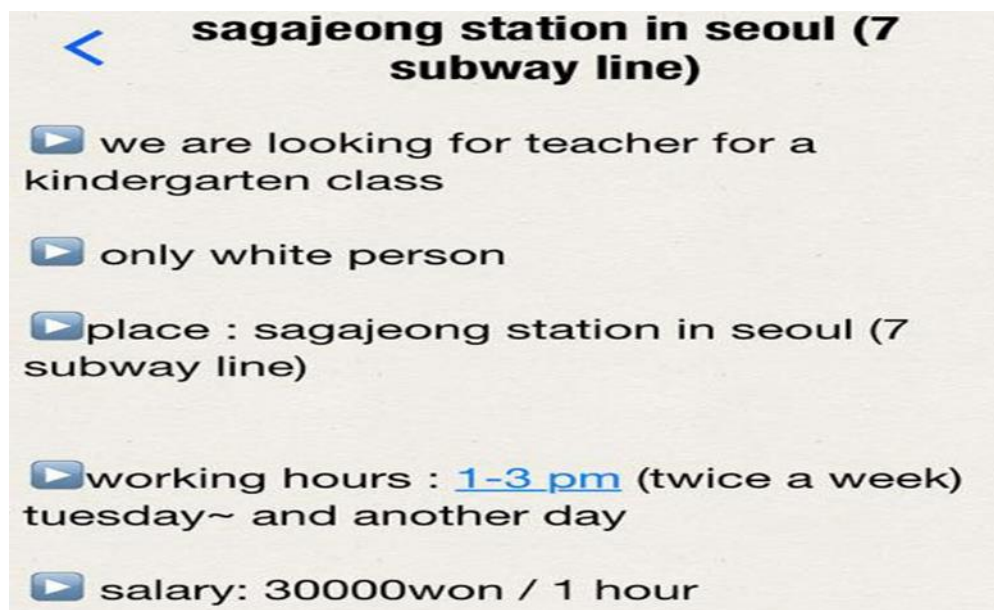 sagajeong station in seoul (7
subway line)
we are looking for teacher for a
kindergarten class
only white person
place : sagajeong station in seoul (7
subway line)
working hours : 1-3 pm (twice a week)
tuesday~ and another day
salary: 30000won / 1 hour